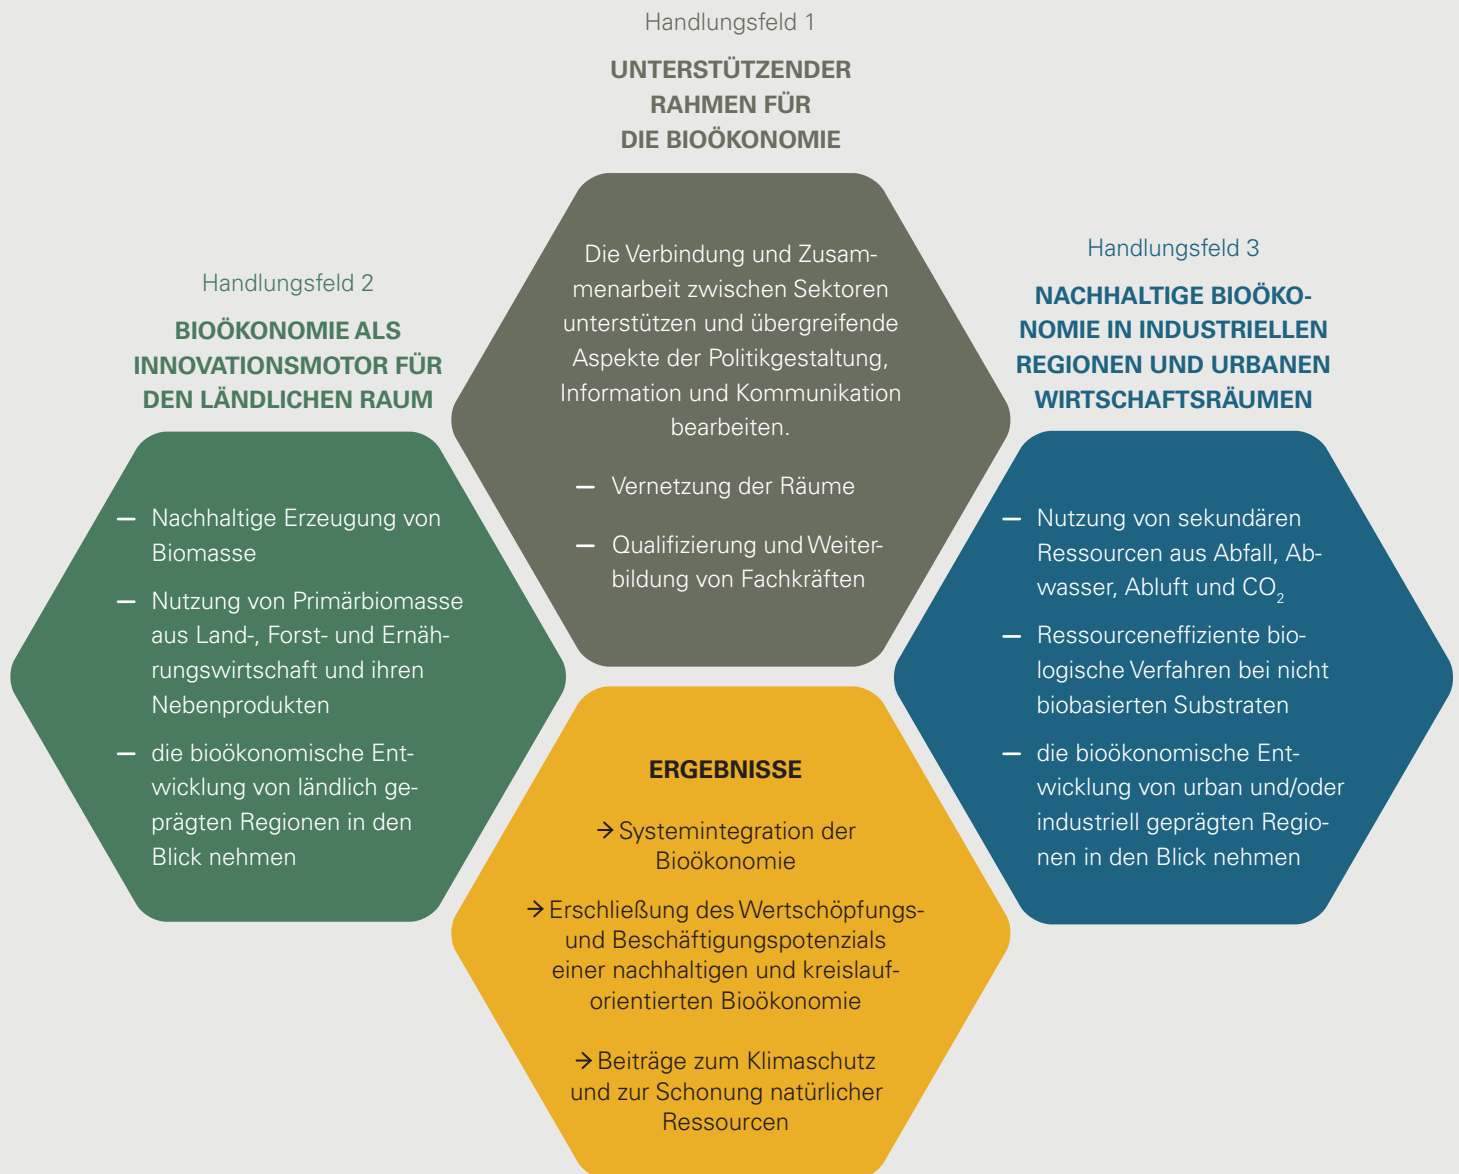 Handlungsfeld 1
UNTERSTÜTZENDER
RAHMEN FÜR
DIE BIOÖKONOMIE
Die Verbindung und Zusam-
menarbeit zwischen Sektoren
unterstützen und übergreifende
Aspekte der Politikgestaltung,
Information und Kommunikation
bearbeiten.
– Vernetzung der Räume
– Qualifizierung und Weiter-
bildung von Fachkräften
Handlungsfeld 2
BIOÖKONOMIE ALS
INNOVATIONSMOTOR FÜR
DEN LÄNDLICHEN RAUM
– Nachhaltige Erzeugung von
Biomasse
– Nutzung von Primärbiomasse
aus Land-, Forst- und Ernäh-
rungswirtschaft und ihren
Nebenprodukten
– die bioökonomische Ent-
wicklung von ländlich ge-
prägten Regionen in den
Blick nehmen
Handlungsfeld 3
NACHHALTIGE BIOÖKO-
NOMIE IN INDUSTRIELLEN
REGIONEN UND URBANEN
WIRTSCHAFTSRÄUMEN
– Nutzung von sekundären
Ressourcen aus Abfall, Ab-
wasser, Abluft und CO₂
– Ressourceneffiziente bio-
logische Verfahren bei nicht
biobasierten Substraten
– die bioökonomische Ent-
wicklung von urban und/oder
industriell geprägten Regio-
nen in den Blick nehmen
ERGEBNISSE
→ Systemintegration der
Bioökonomie
→ Erschließung des Wertschöpfungs-
und Beschäftigungspotenzials
einer nachhaltigen und kreislauf-
orientierten Bioökonomie
→ Beiträge zum Klimaschutz
und zur Schonung natürlicher
Ressourcen